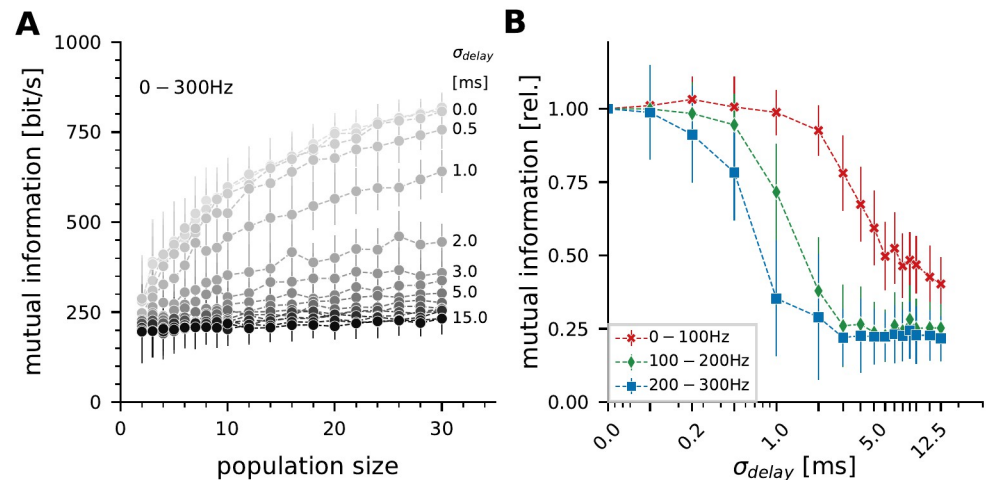 A
mutual information [bit/s]
1000
750
500
250
0
0 – 300Hz
σdelay
[ms]
0.0
0.5
1.0
2.0
3.0
5.0
15.0
0
10
20
30
population size
B
mutual information [rel.]
1.00
0.75
0.50
0.25
0.00
0 – 100Hz
100 – 200Hz
200 – 300Hz
0.0
0.2
1.0
5.0
12.5
σdelay [ms]